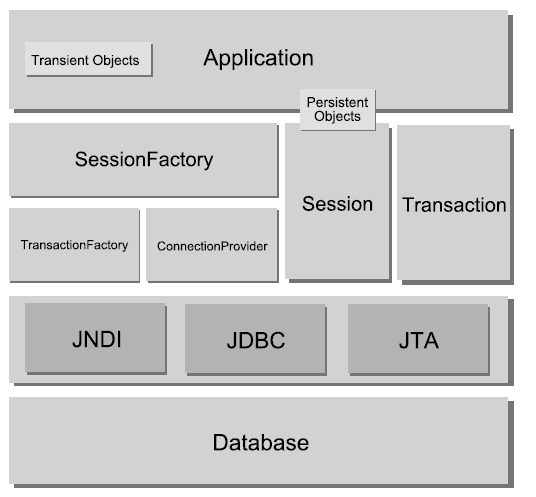 Transient Objects
Application
Persistent
Objects
SessionFactory
Session
Transaction
TransactionFactory
ConnectionProvider
JNDI
JDBC
JTA
Database